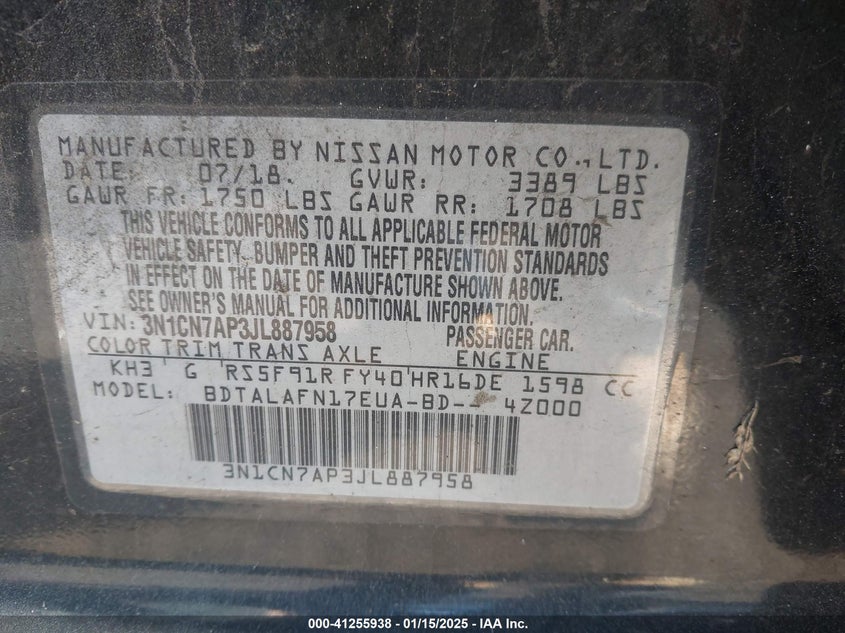 MANUFACTURED BY NISSAN MOTOR CO., LTD.
DATE: 07/18. GVWR: 3389 LBS
GAWR FR: 1750 LBS GAWR RR: 1708 LBS
THIS VEHICLE CONFORMS TO ALL APPLICABLE FEDERAL MOTOR
VEHICLE SAFETY, BUMPER AND THEFT PREVENTION STANDARDS
IN EFFECT ON THE DATE OF MANUFACTURE SHOWN ABOVE.
SEE OWNER'S MANUAL FOR ADDITIONAL INFORMATION.
VIN: 3N1CN7AP3JL887958 PASSENGER CAR.
COLOR TRIM TRANS AXLE ENGINE
KH3 G RS5F91R FY40 HR16DE 1598 CC
MODEL: BDTALAFN17EUA-BD-- 4Z000
3N1CN7AP3JL887958
000-41255938 - 01/15/2025 - IAA Inc.